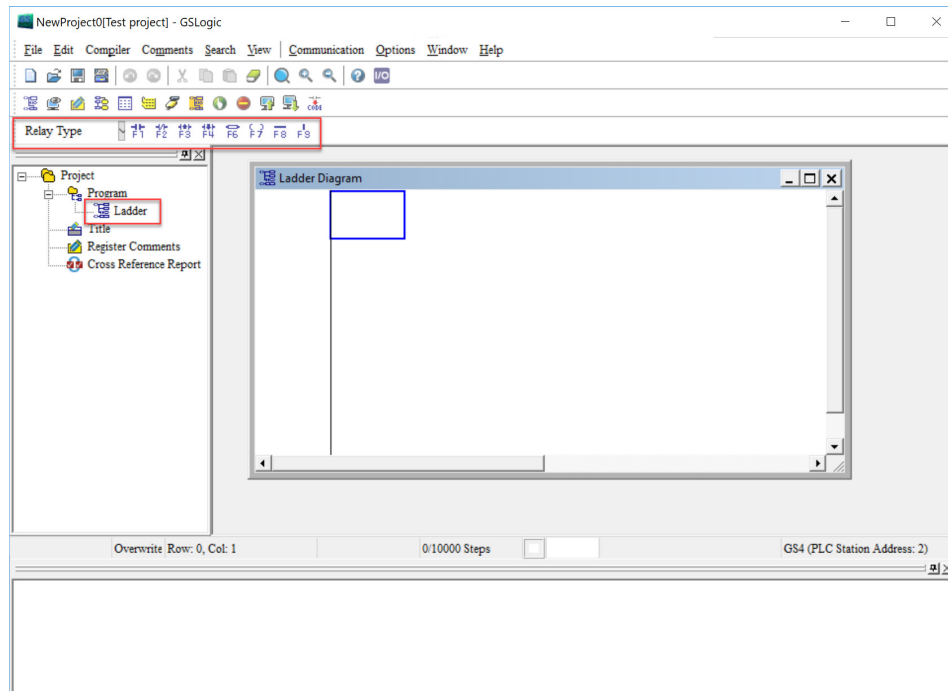 NewProject0[Test project] - GSLogic
File Edit Compiler Comments Search View Communication Options Window Help
I/O
CODE
Relay Type F1 F2 F3 F4 F6 F7 F8 F9
Project
Program
Ladder
Title
Register Comments
Cross Reference Report
Ladder Diagram
Overwrite Row: 0, Col: 1 0/10000 Steps GS4 (PLC Station Address: 2)